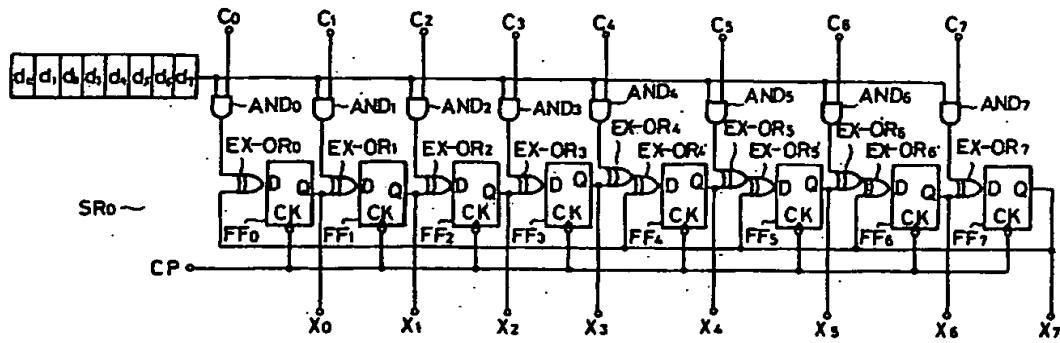 C0 C1 C2 C3 C4 C5 C6 C7
d0 d1 d2 d3 d4 d5 d6 d7
AND0 AND1 AND2 AND3 AND4 AND5 AND6 AND7
EX-OR0 EX-OR1 EX-OR2 EX-OR3 EX-OR4 EX-OR4' EX-OR5 EX-OR5' EX-OR6 EX-OR6' EX-OR7
D Q D Q D Q D Q D Q D Q D Q D Q
SR0
CK CK CK CK CK CK CK CK
FF0 FF1 FF2 FF3 FF4 FF5 FF6 FF7
CP
X0 X1 X2 X3 X4 X5 X6 X7